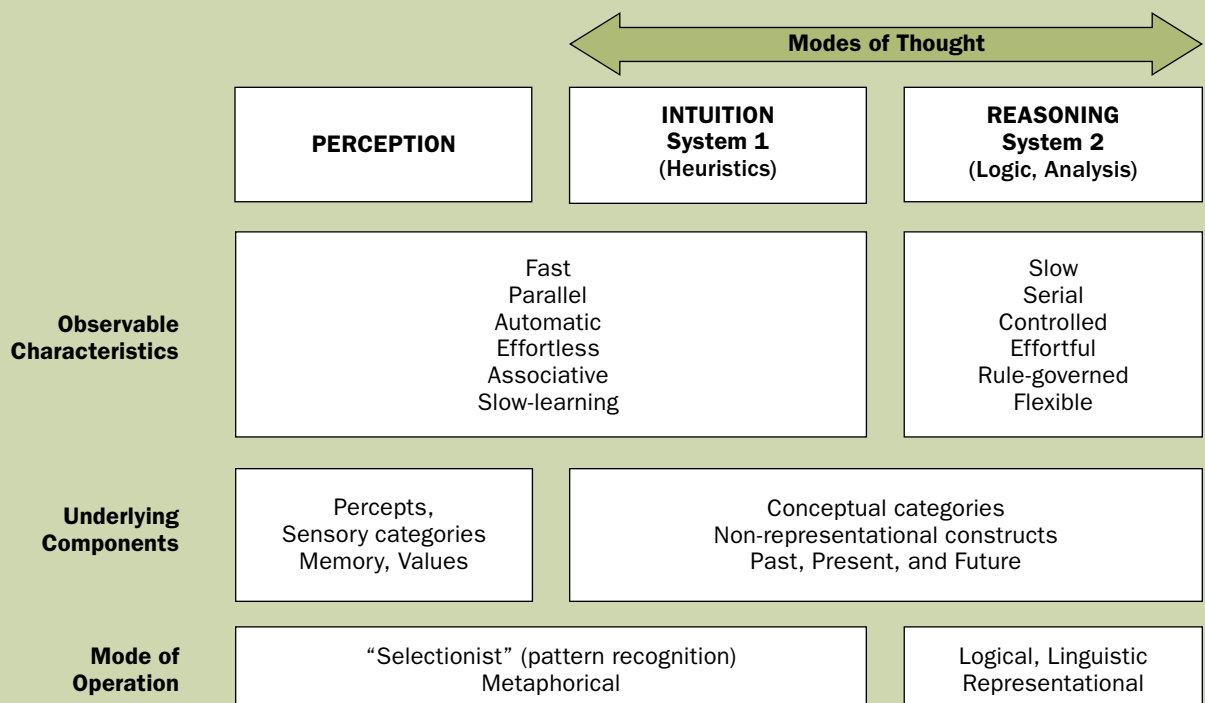 Modes of Thought
PERCEPTION
INTUITION
System 1
(Heuristics)
REASONING
System 2
(Logic, Analysis)
Observable
Characteristics
Fast
Parallel
Automatic
Effortless
Associative
Slow-learning
Slow
Serial
Controlled
Effortful
Rule-governed
Flexible
Underlying
Components
Percepts,
Sensory categories
Memory, Values
Conceptual categories
Non-representational constructs
Past, Present, and Future
Mode of
Operation
“Selectionist” (pattern recognition)
Metaphorical
Logical, Linguistic
Representational